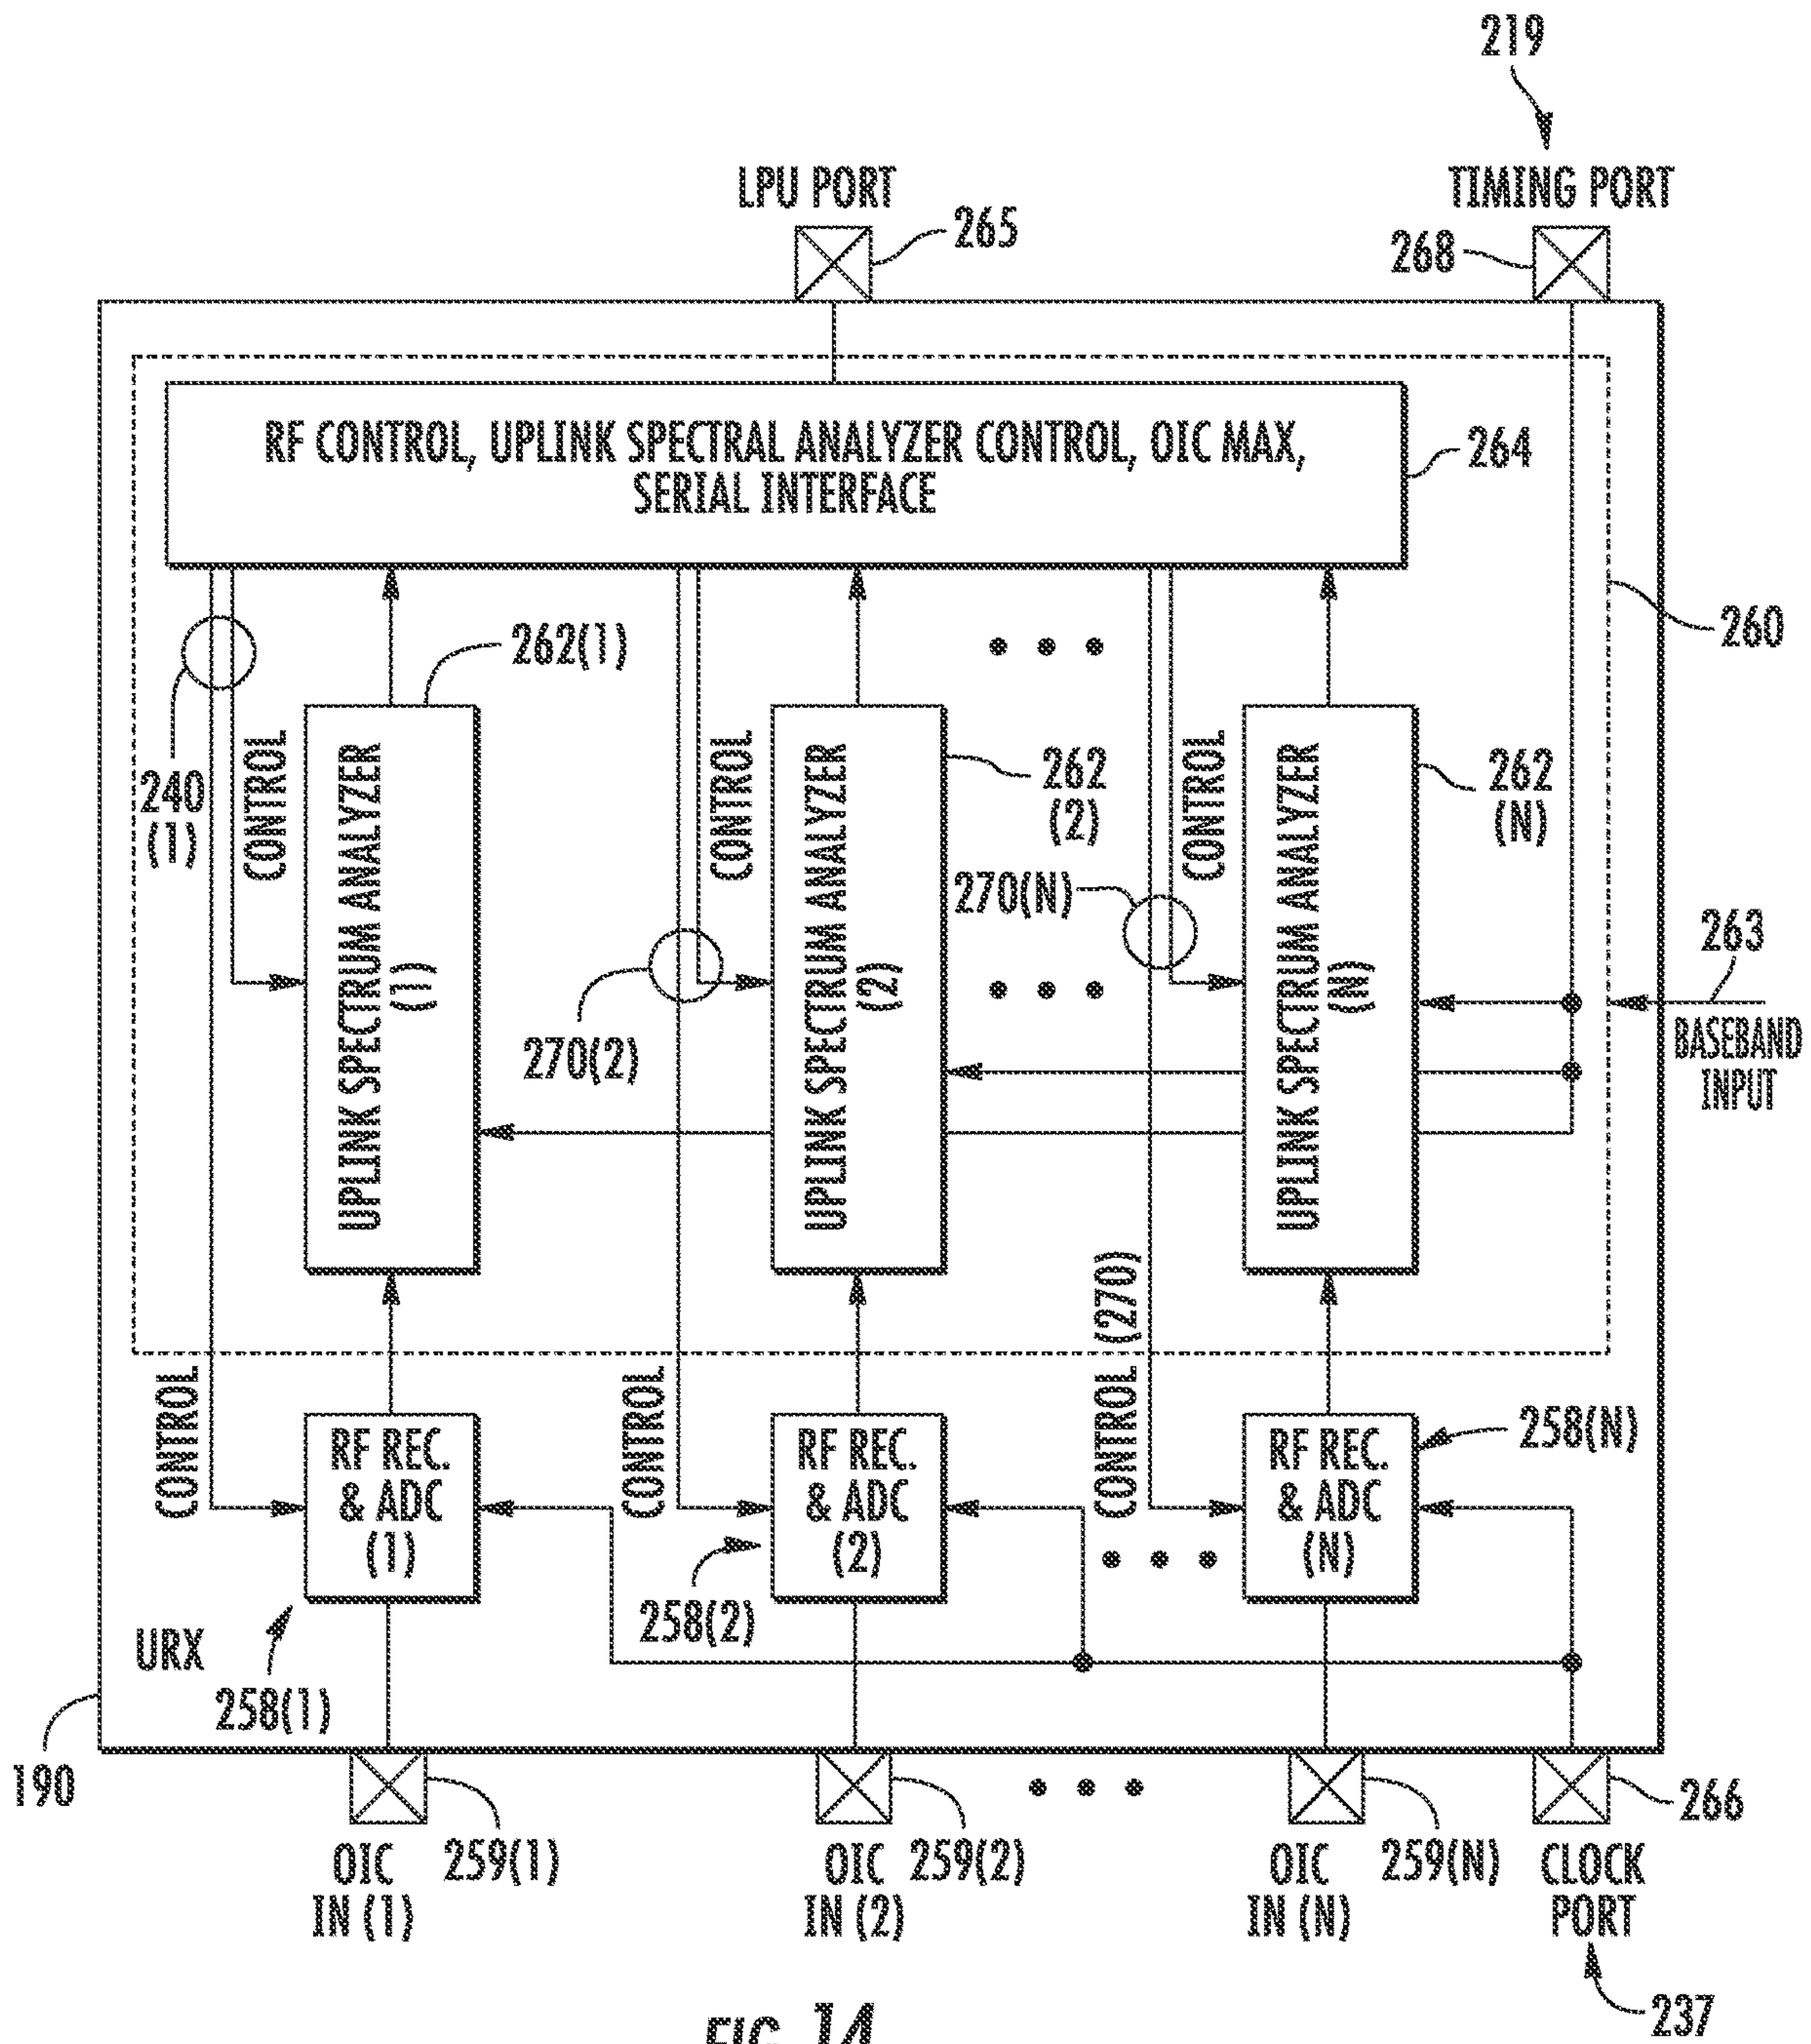 219
LPU PORT
TIMING PORT
265
268
RF CONTROL, UPLINK SPECTRAL ANALYZER CONTROL, OIC MAX,
SERIAL INTERFACE
264
260
262(1)
240
(1)
CONTROL
UPLINK SPECTRUM ANALYZER
(1)
CONTROL
270(2)
UPLINK SPECTRUM ANALYZER
(2)
262
(2)
270(N)
CONTROL
UPLINK SPECTRUM ANALYZER
(N)
262
(N)
263
BASEBAND
INPUT
CONTROL
RF REC.
& ADC
(1)
CONTROL
RF REC.
& ADC
(2)
CONTROL (270)
RF REC.
& ADC
(N)
258(N)
258(2)
URX
258(1)
190
259(1)
OIC
IN (1)
259(2)
OIC
IN (2)
259(N)
OIC
IN (N)
266
CLOCK
PORT
237
FIG. 14